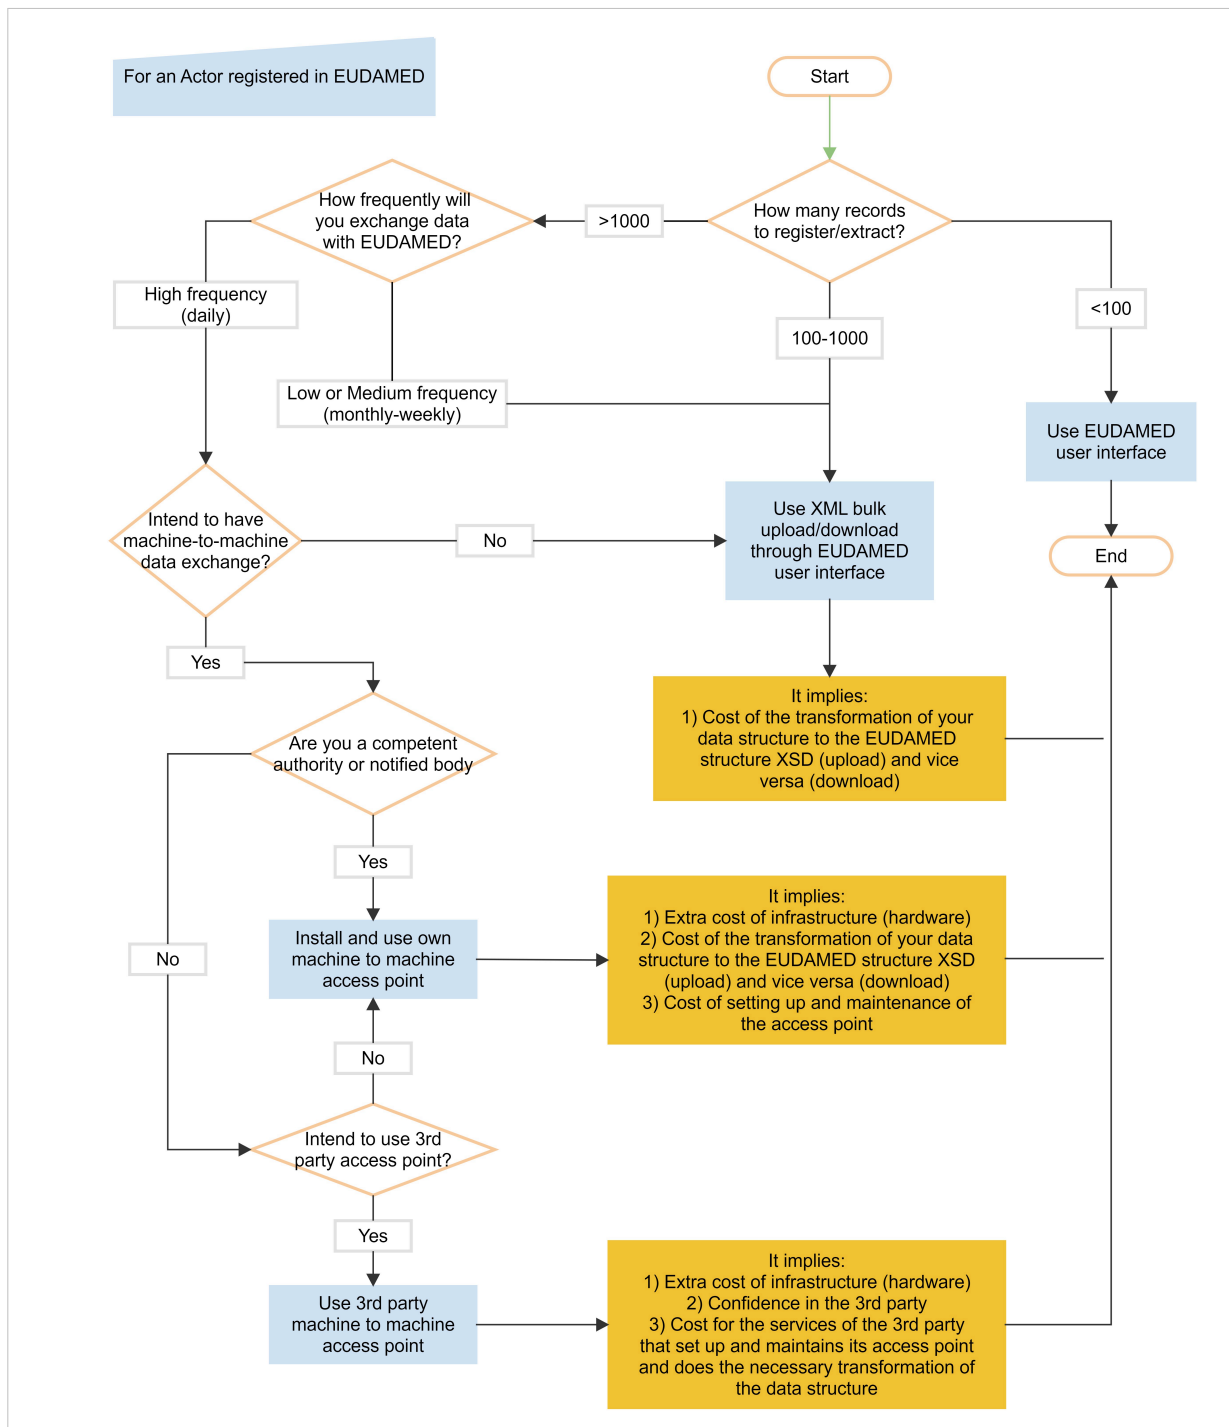 For an Actor registered in EUDAMED
Start
How many records
to register/extract?
>1000
How frequently will
you exchange data
with EUDAMED?
High frequency
(daily)
100-1000
<100
Low or Medium frequency
(monthly-weekly)
Use EUDAMED
user interface
Intend to have
machine-to-machine
data exchange?
No
Use XML bulk
upload/download
through EUDAMED
user interface
End
Yes
It implies:
1) Cost of the transformation of your
data structure to the EUDAMED
structure XSD (upload) and vice
versa (download)
Are you a competent
authority or notified body
Yes
No
Install and use own
machine to machine
access point
It implies:
1) Extra cost of infrastructure (hardware)
2) Cost of the transformation of your data
structure to the EUDAMED structure XSD
(upload) and vice versa (download)
3) Cost of setting up and maintenance of
the access point
No
Intend to use 3rd
party access point?
Yes
Use 3rd party
machine to machine
access point
It implies:
1) Extra cost of infrastructure (hardware)
2) Confidence in the 3rd party
3) Cost for the services of the 3rd party
that set up and maintains its access point
and does the necessary transformation of
the data structure